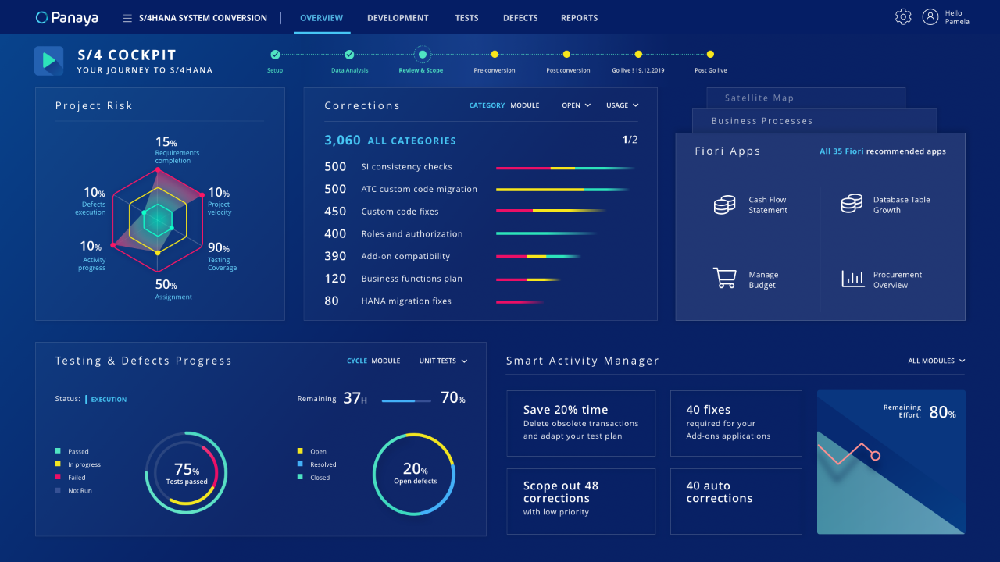 Panaya
S/4HANA SYSTEM CONVERSION
OVERVIEW
DEVELOPMENT
TESTS
DEFECTS
REPORTS
Hello
Pamela
S/4 COCKPIT
YOUR JOURNEY TO S/4HANA
Setup
Data Analysis
Review & Scope
Pre-conversion
Post conversion
Go live ! 19.12.2019
Post Go live
Project Risk
15%
Requirements
completion
10%
Defects
execution
10%
Project
velocity
10%
Activity
progress
90%
Testing
Coverage
50%
Assignment
Corrections
CATEGORY MODULE
OPEN
USAGE
3,060 ALL CATEGORIES
1/2
500 SI consistency checks
500 ATC custom code migration
450 Custom code fixes
400 Roles and authorization
390 Add-on compatibility
120 Business functions plan
80 HANA migration fixes
Satellite Map
Business Processes
Fiori Apps
All 35 Fiori recommended apps
Cash Flow
Statement
Database Table
Growth
Manage
Budget
Procurement
Overview
Testing & Defects Progress
CYCLE MODULE
UNIT TESTS
Status: EXECUTION
Remaining 37H
70%
Passed
In progress
Failed
Not Run
75%
Tests passed
Open
Resolved
Closed
20%
Open defects
Smart Activity Manager
ALL MODULES
Save 20% time
Delete obsolete transactions
and adapt your test plan
40 fixes
required for your
Add-ons applications
Scope out 48
corrections
with low priority
40 auto
corrections
Remaining
Effort:
80%